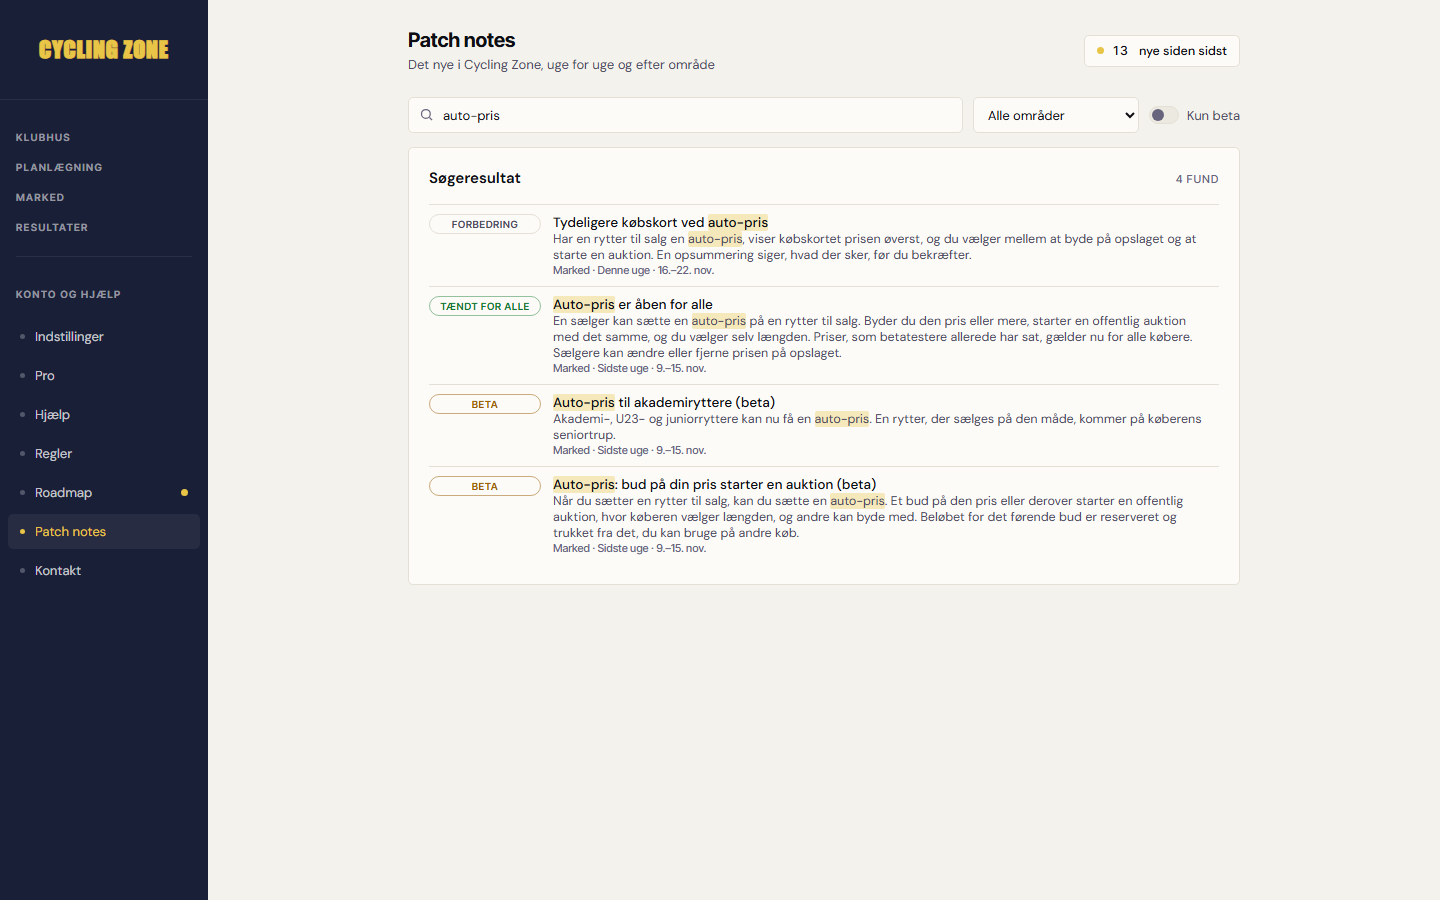 CYCLING ZONE
KLUBHUS
PLANLÆGNING
MARKED
RESULTATER
KONTO OG HJÆLP
Indstillinger
Pro
Hjælp
Regler
Roadmap
Patch notes
Kontakt
Patch notes
Det nye i Cycling Zone, uge for uge og efter område
13 nye siden sidst
auto-pris
Alle områder
Kun beta
Søgeresultat
4 FUND
FORBEDRING
Tydeligere købskort ved auto-pris
Har en rytter til salg en auto-pris, viser købskortet prisen øverst, og du vælger mellem at byde på opslaget og at
starte en auktion. En opsummering siger, hvad der sker, før du bekræfter.
Marked · Denne uge · 16.–22. nov.
TÆNDT FOR ALLE
Auto-pris er åben for alle
En sælger kan sætte en auto-pris på en rytter til salg. Byder du den pris eller mere, starter en offentlig auktion
med det samme, og du vælger selv længden. Priser, som betatestere allerede har sat, gælder nu for alle købere.
Sælgere kan ændre eller fjerne prisen på opslaget.
Marked · Sidste uge · 9.–15. nov.
BETA
Auto-pris til akademiryttere (beta)
Akademi-, U23- og juniorryttere kan nu få en auto-pris. En rytter, der sælges på den måde, kommer på køberens
seniortrup.
Marked · Sidste uge · 9.–15. nov.
BETA
Auto-pris: bud på din pris starter en auktion (beta)
Når du sætter en rytter til salg, kan du sætte en auto-pris. Et bud på den pris eller derover starter en offentlig
auktion, hvor køberen vælger længden, og andre kan byde med. Beløbet for det førende bud er reserveret og
trukket fra det, du kan bruge på andre køb.
Marked · Sidste uge · 9.–15. nov.